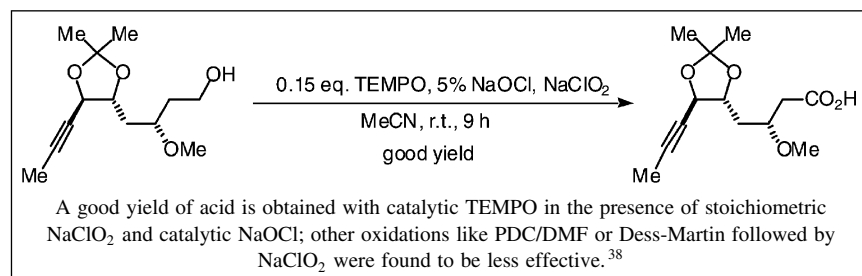 Me Me
Me Me
O O OH
O O
0.15 eq. TEMPO, 5% NaOCl, NaClO2
CO2H
MeCN, r.t., 9 h
OMe
OMe
good yield
Me
Me
A good yield of acid is obtained with catalytic TEMPO in the presence of stoichiometric
NaClO2 and catalytic NaOCl; other oxidations like PDC/DMF or Dess-Martin followed by
NaClO2 were found to be less effective.38